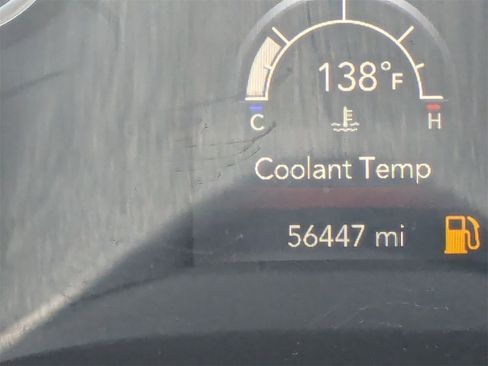 138°F
C H
Coolant Temp
56447 mi